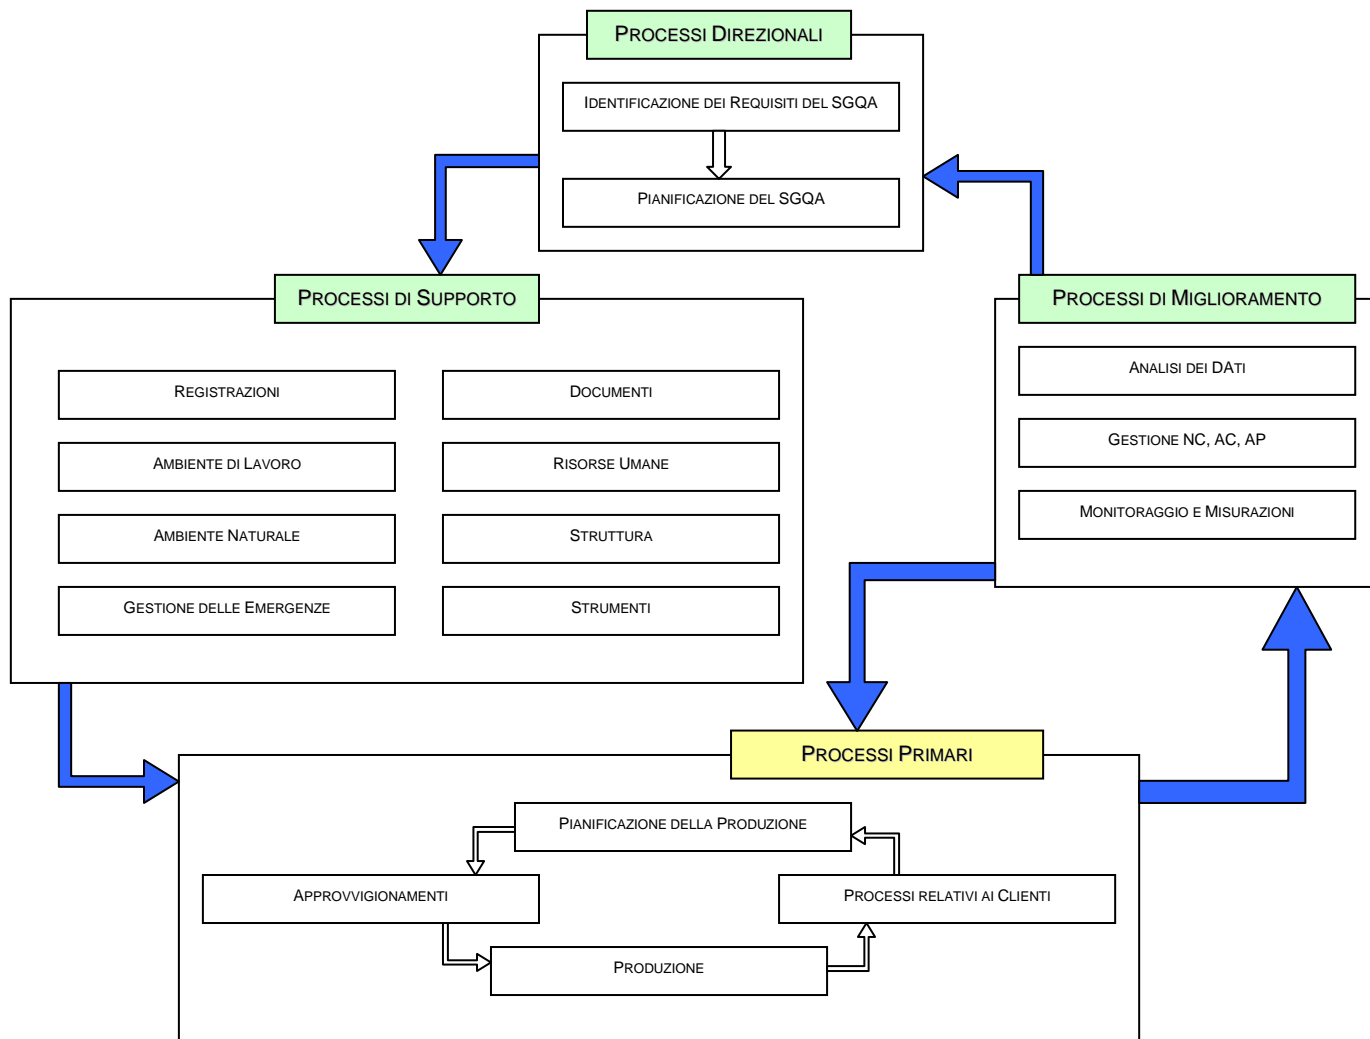 PROCESSI DIREZIONALI
IDENTIFICAZIONE DEI REQUISITI DEL SGQA
PIANIFICAZIONE DEL SGQA
PROCESSI DI SUPPORTO
REGISTRAZIONI
DOCUMENTI
AMBIENTE DI LAVORO
RISORSE UMANE
AMBIENTE NATURALE
STRUTTURA
GESTIONE DELLE EMERGENZE
STRUMENTI
PROCESSI DI MIGLIORAMENTO
ANALISI DEI DATI
GESTIONE NC, AC, AP
MONITORAGGIO E MISURAZIONI
PROCESSI PRIMARI
PIANIFICAZIONE DELLA PRODUZIONE
APPROVVIGIONAMENTI
PROCESSI RELATIVI AI CLIENTI
PRODUZIONE